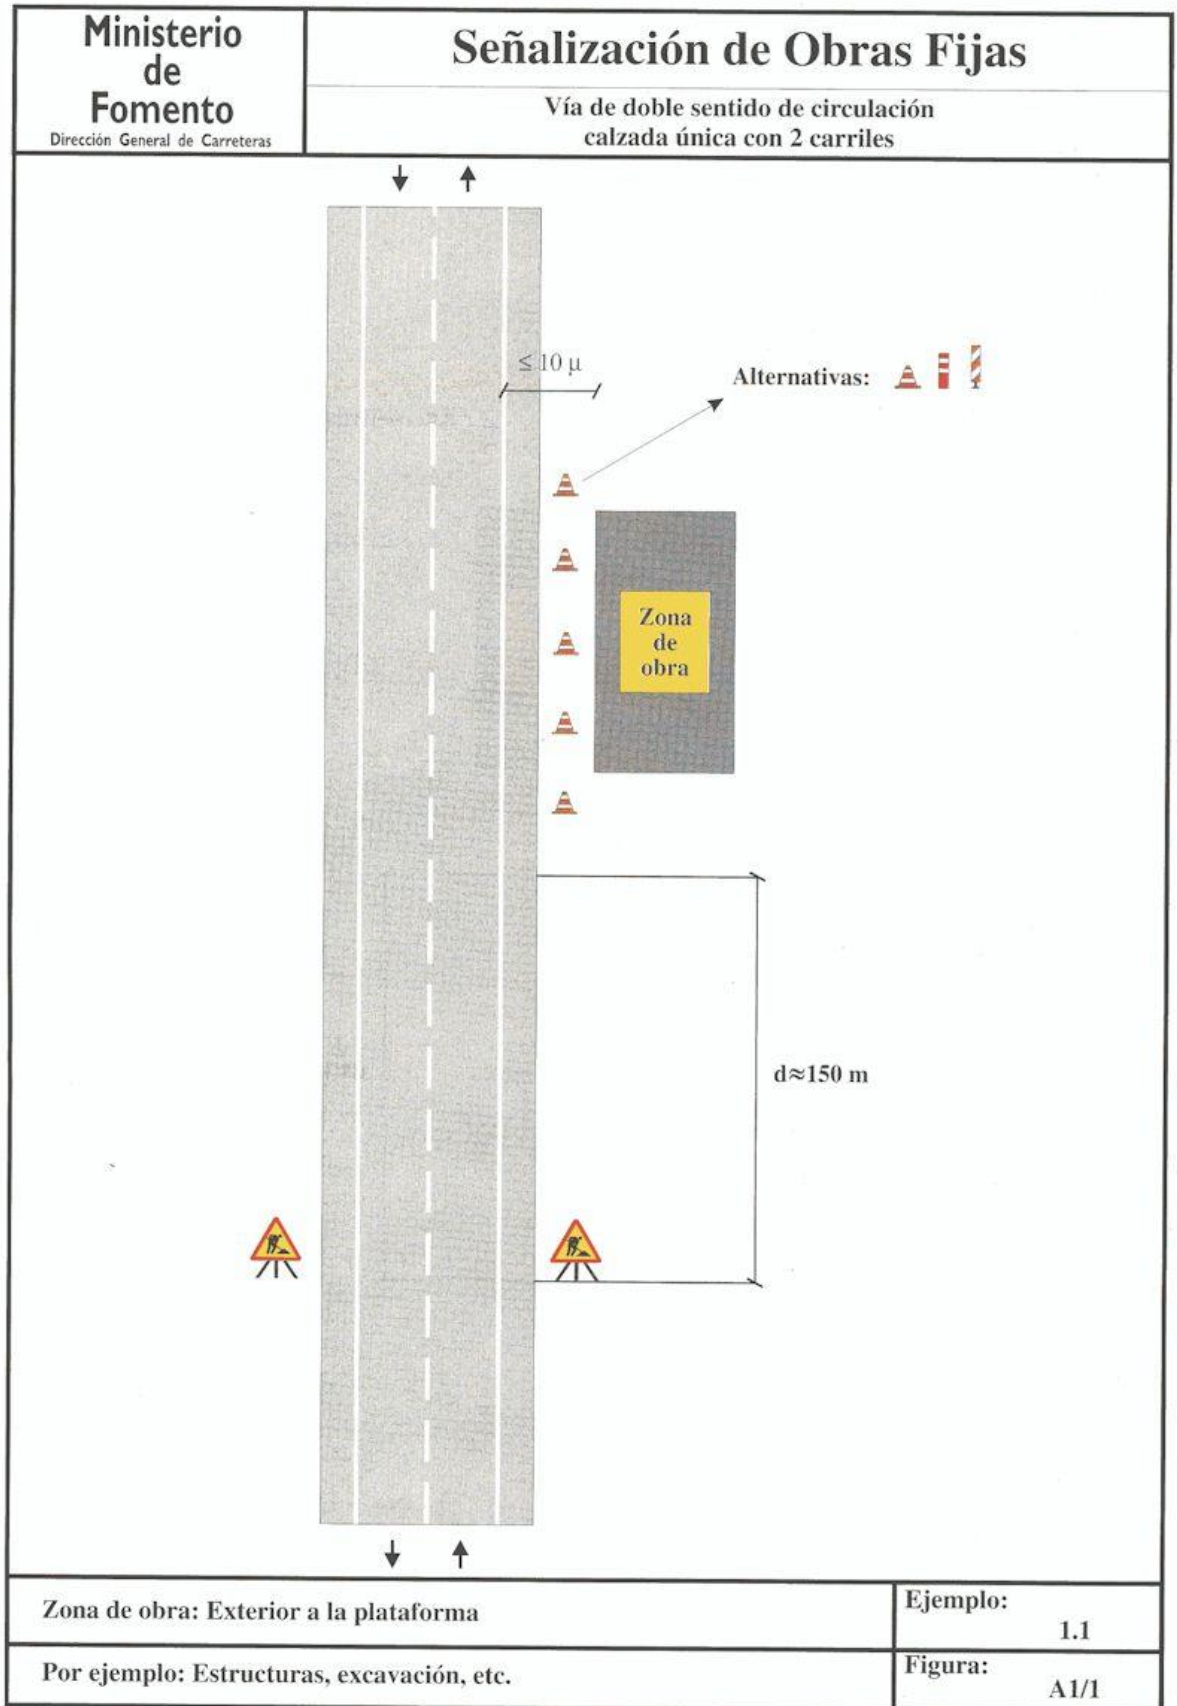 Ministerio
de
Fomento
Dirección General de Carreteras
Señalización de Obras Fijas
Vía de doble sentido de circulación
calzada única con 2 carriles
≤ 10 μ
Alternativas:
Zona
de
obra
d≈150 m
Zona de obra: Exterior a la plataforma
Ejemplo:
1.1
Por ejemplo: Estructuras, excavación, etc.
Figura:
A1/1